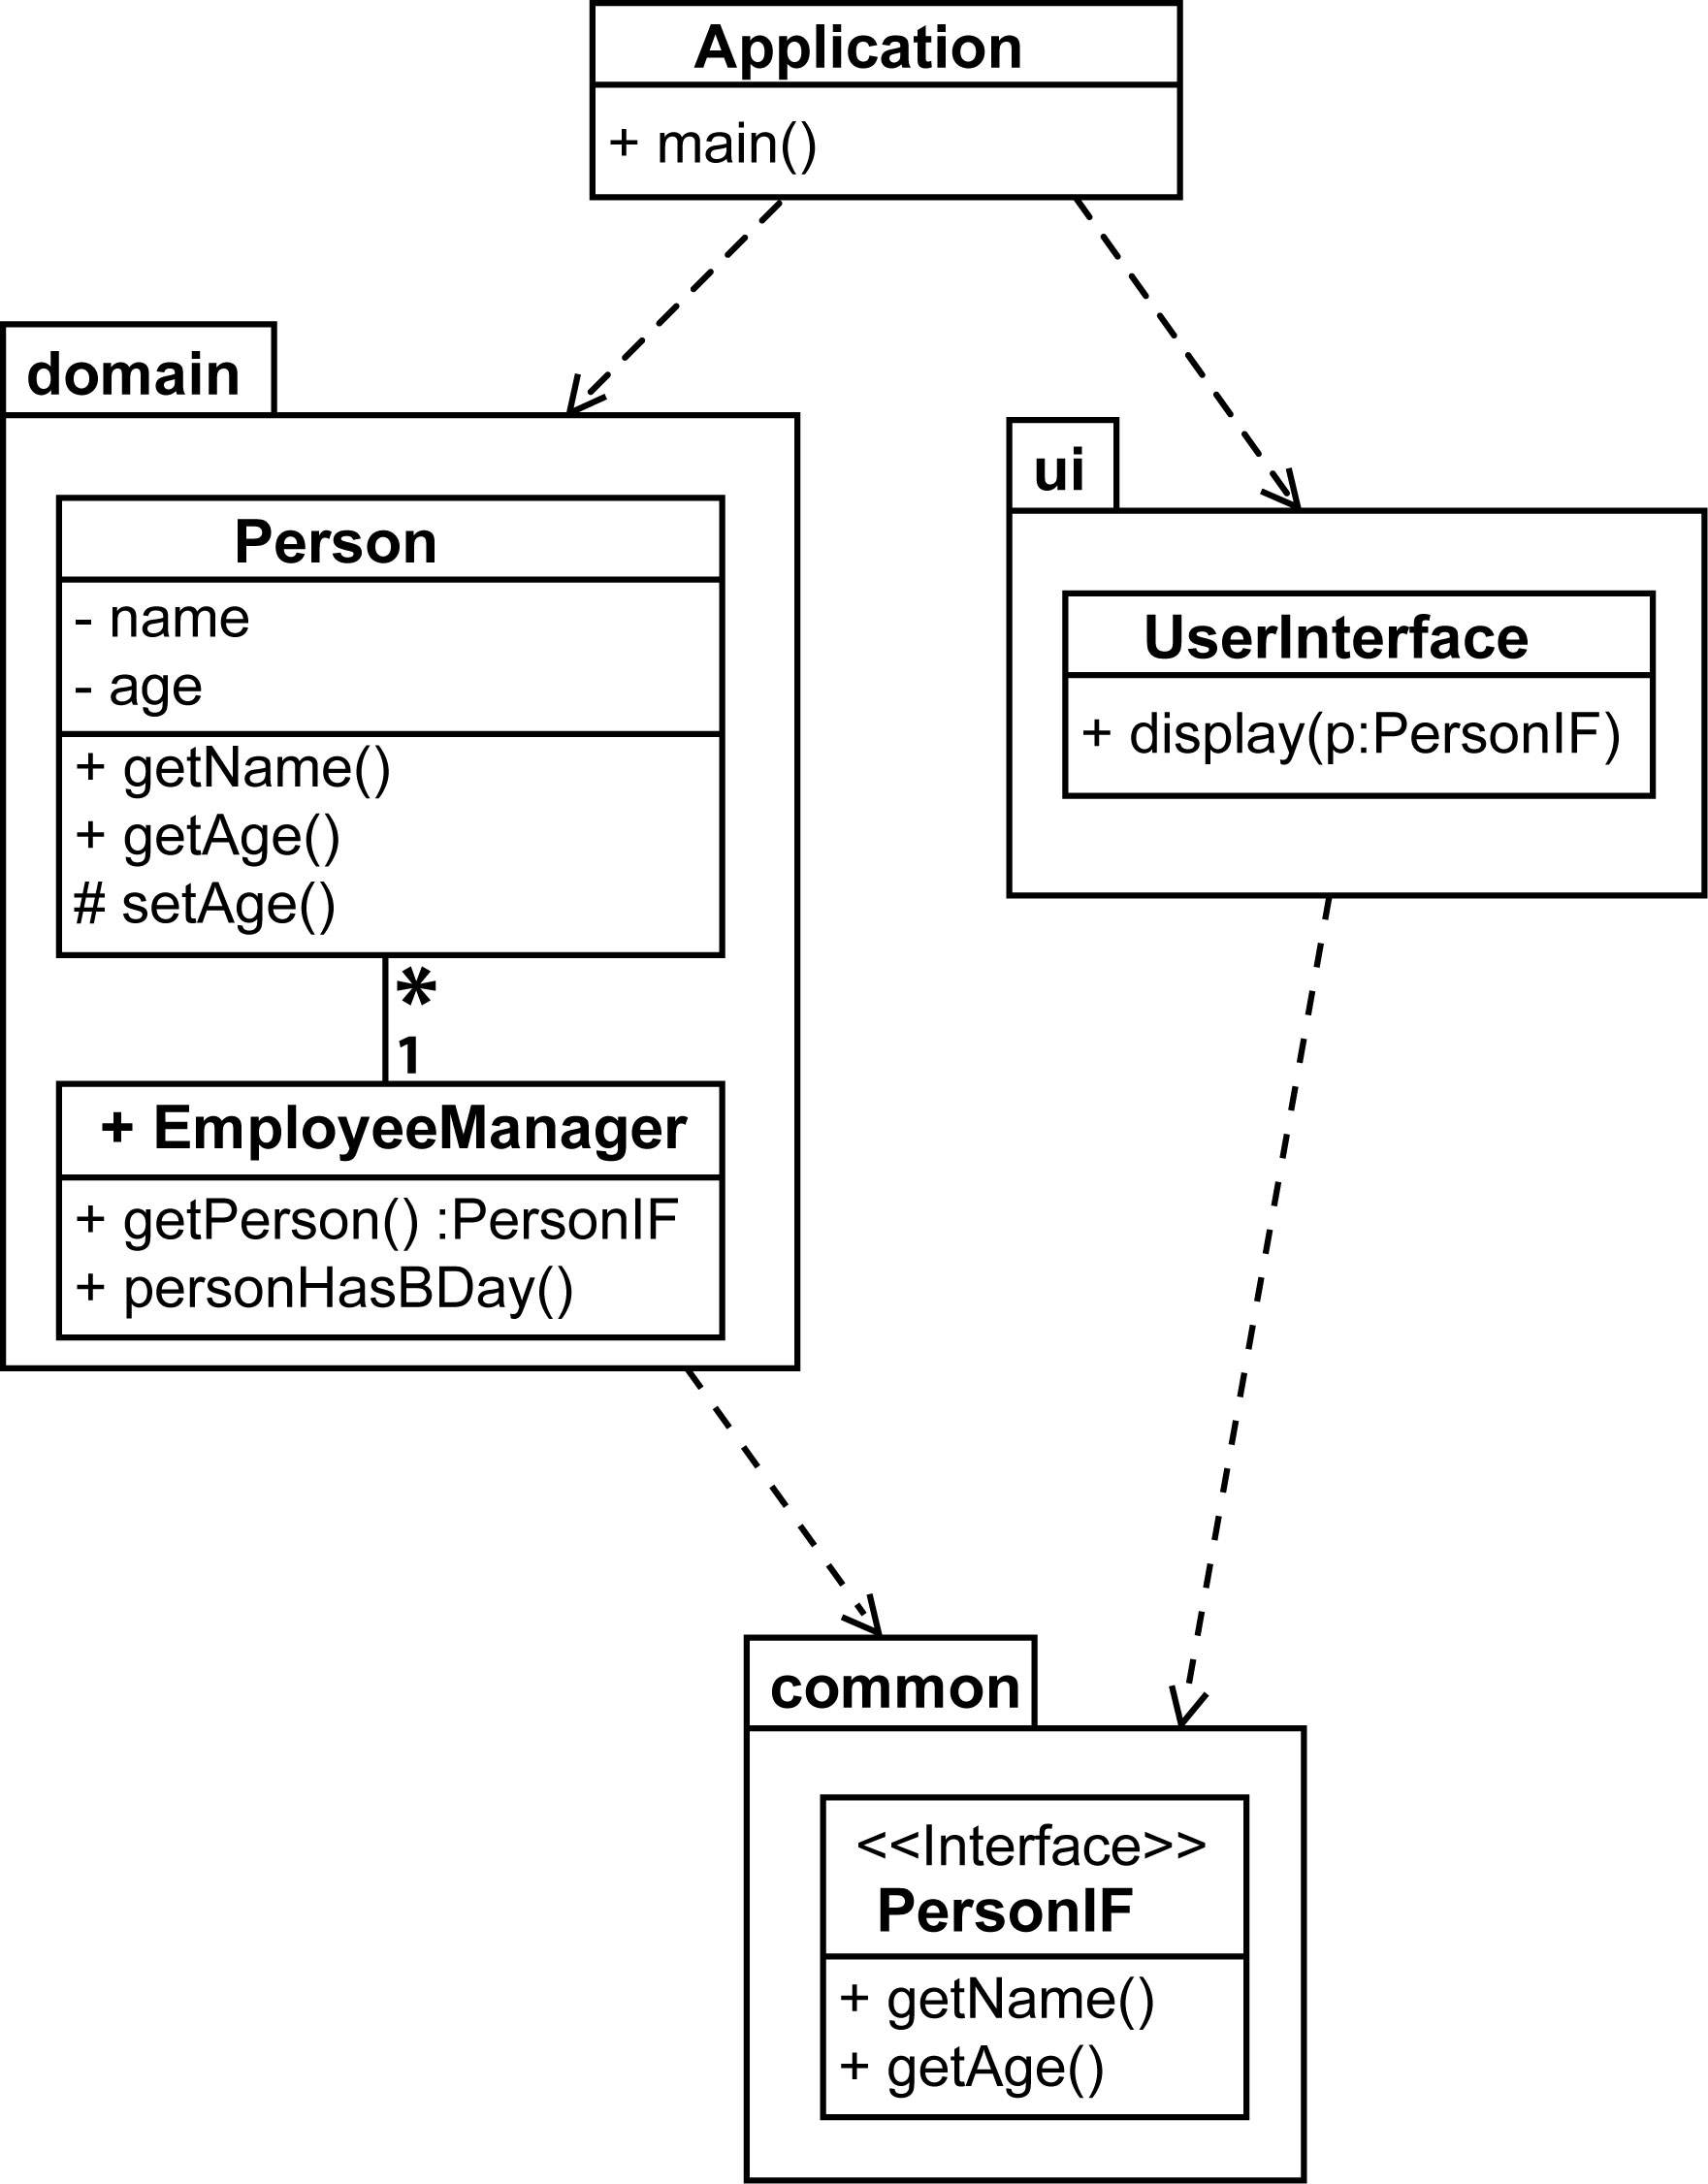 Application
+ main()
domain
Person
- name
- age
+ getName()
+ getAge()
# setAge()
*
1
+ EmployeeManager
+ getPerson() :PersonIF
+ personHasBDay()
ui
UserInterface
+ display(p:PersonIF)
common
<<Interface>>
PersonIF
+ getName()
+ getAge()